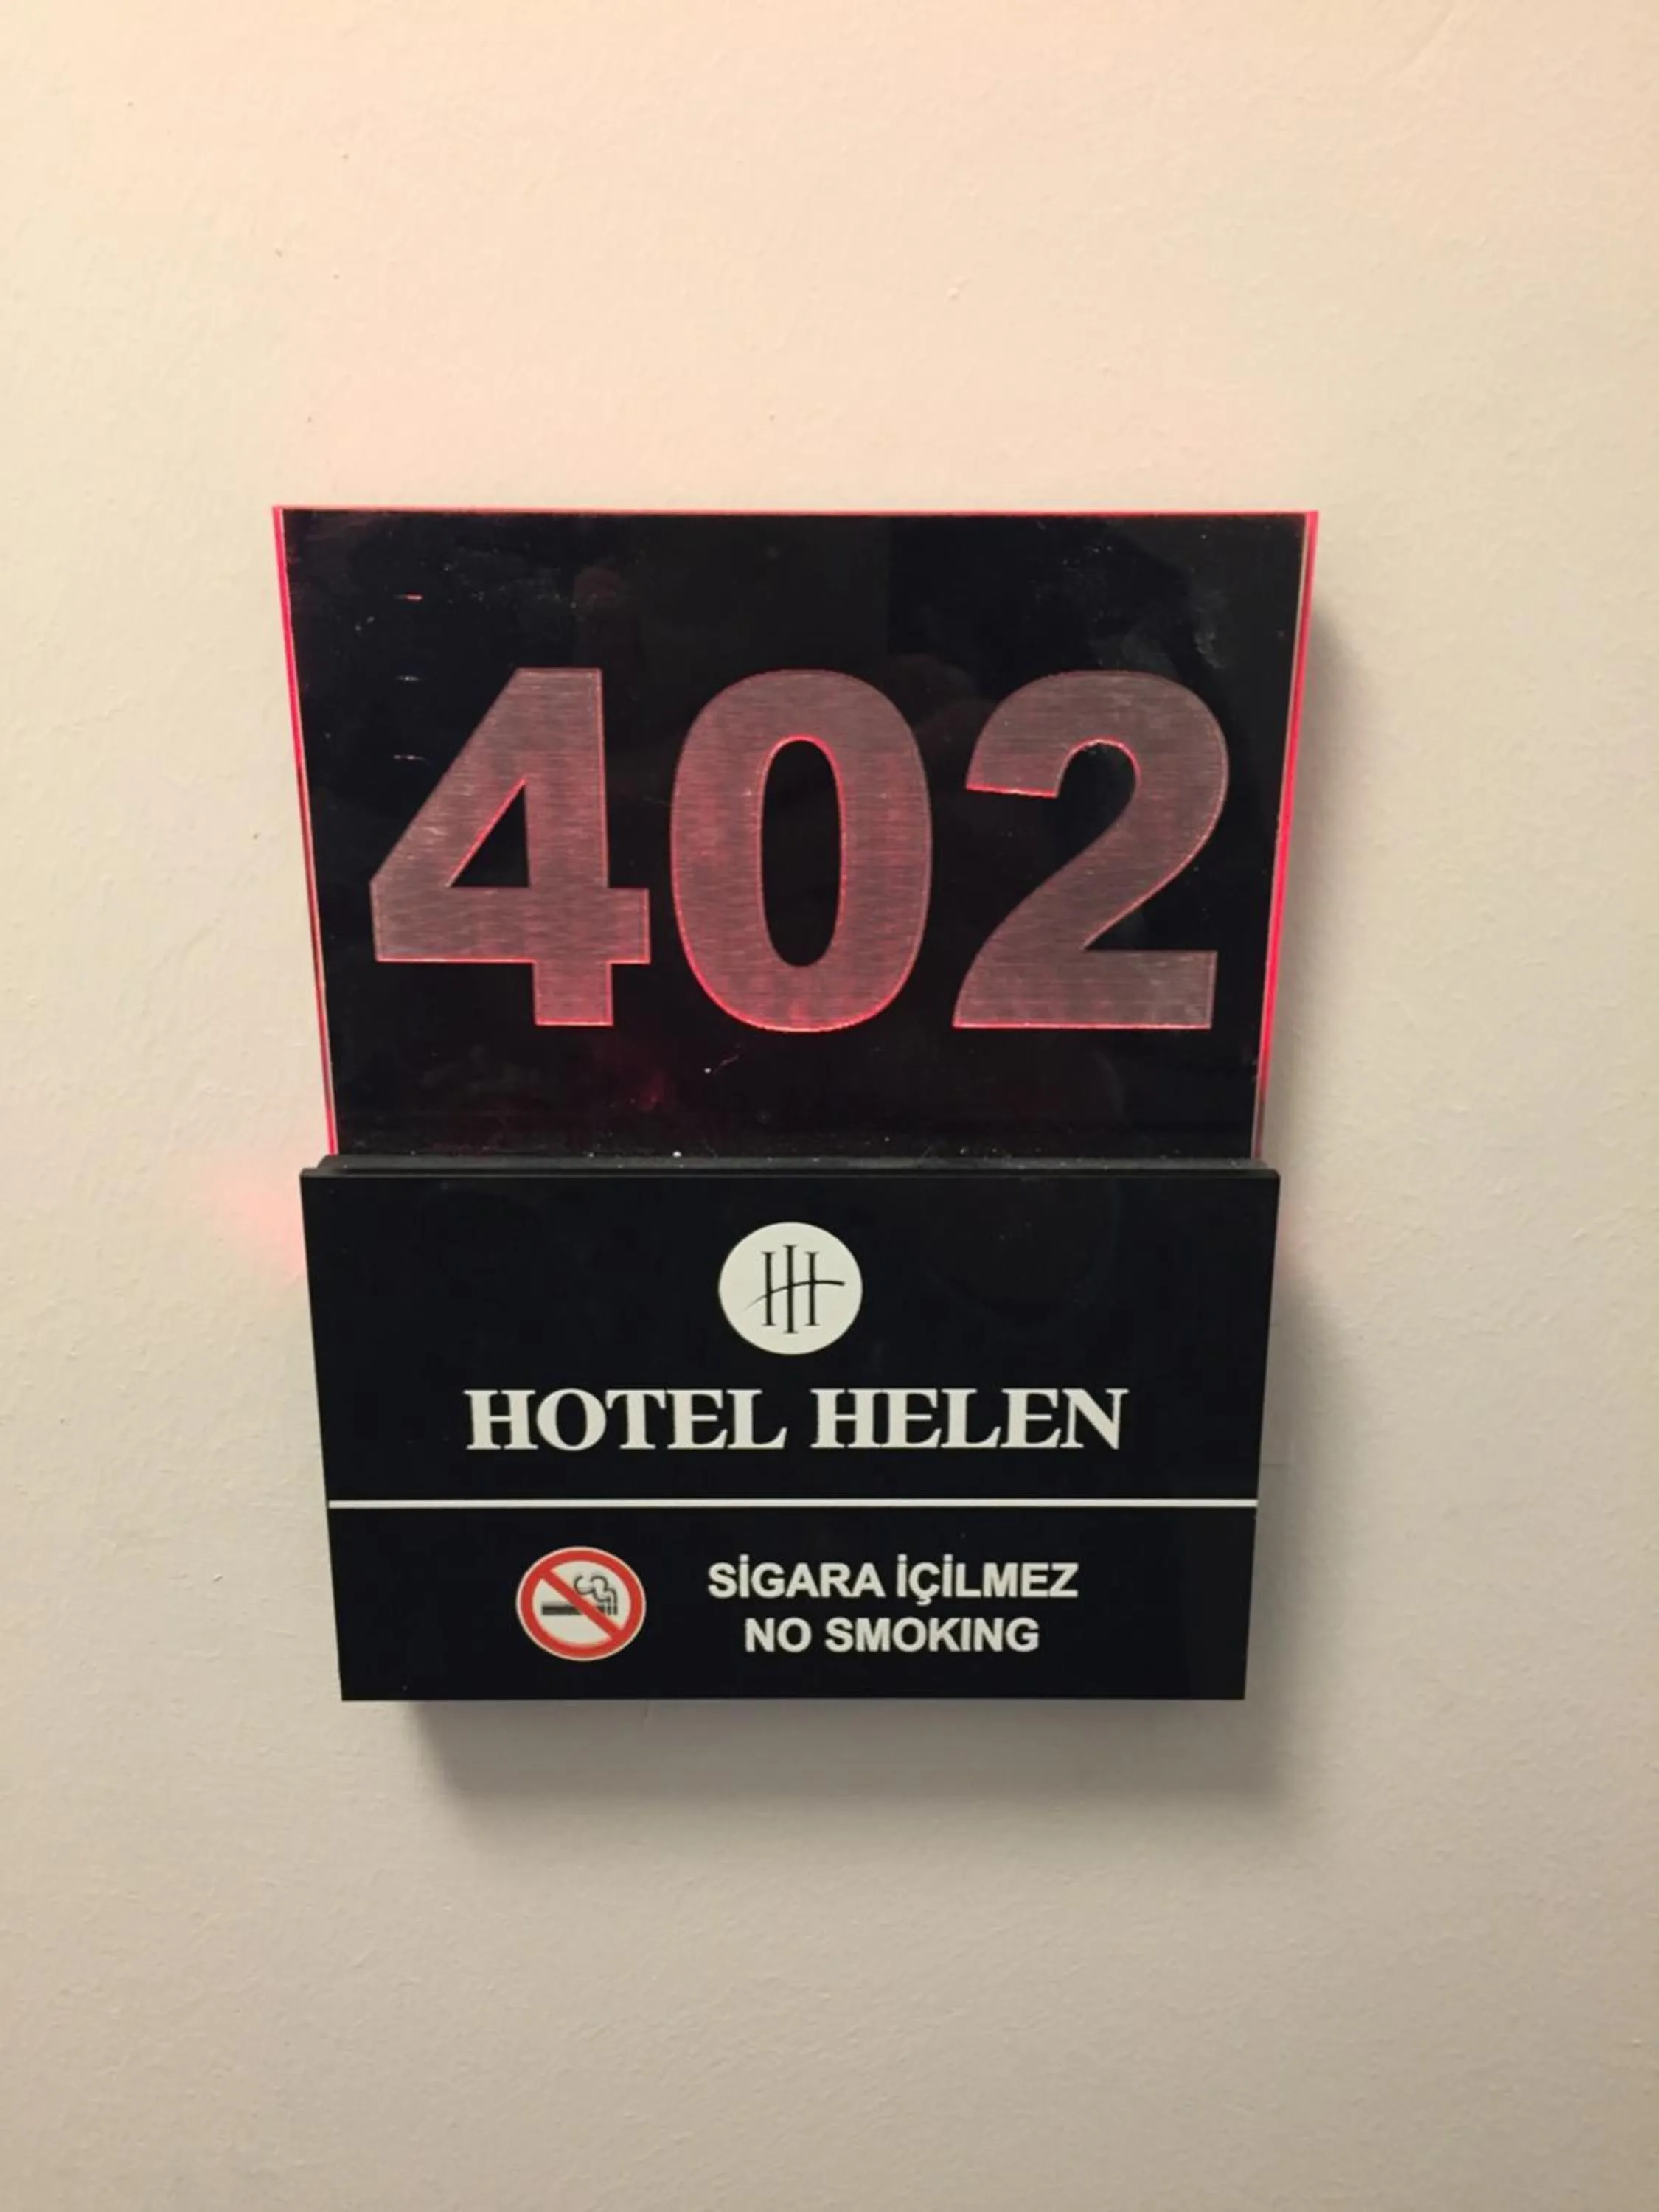 402
HOTEL HELEN
SİGARA İÇİLMEZ
NO SMOKING